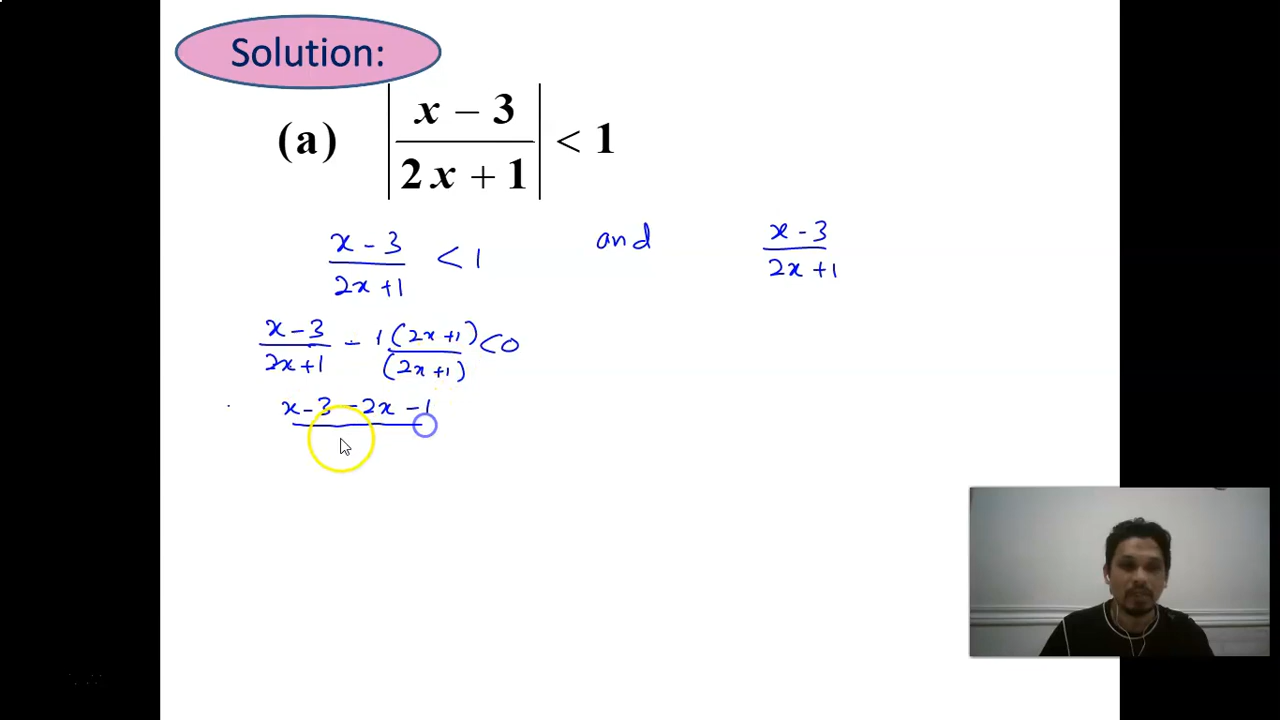 Solution:
(a) |(x − 3)/(2x + 1)| < 1
(x − 3)/(2x + 1) < 1 and (x − 3)/(2x + 1)
(x − 3)/(2x + 1) − 1(2x + 1)/(2x + 1) < 0
x − 3 − 2x − 1